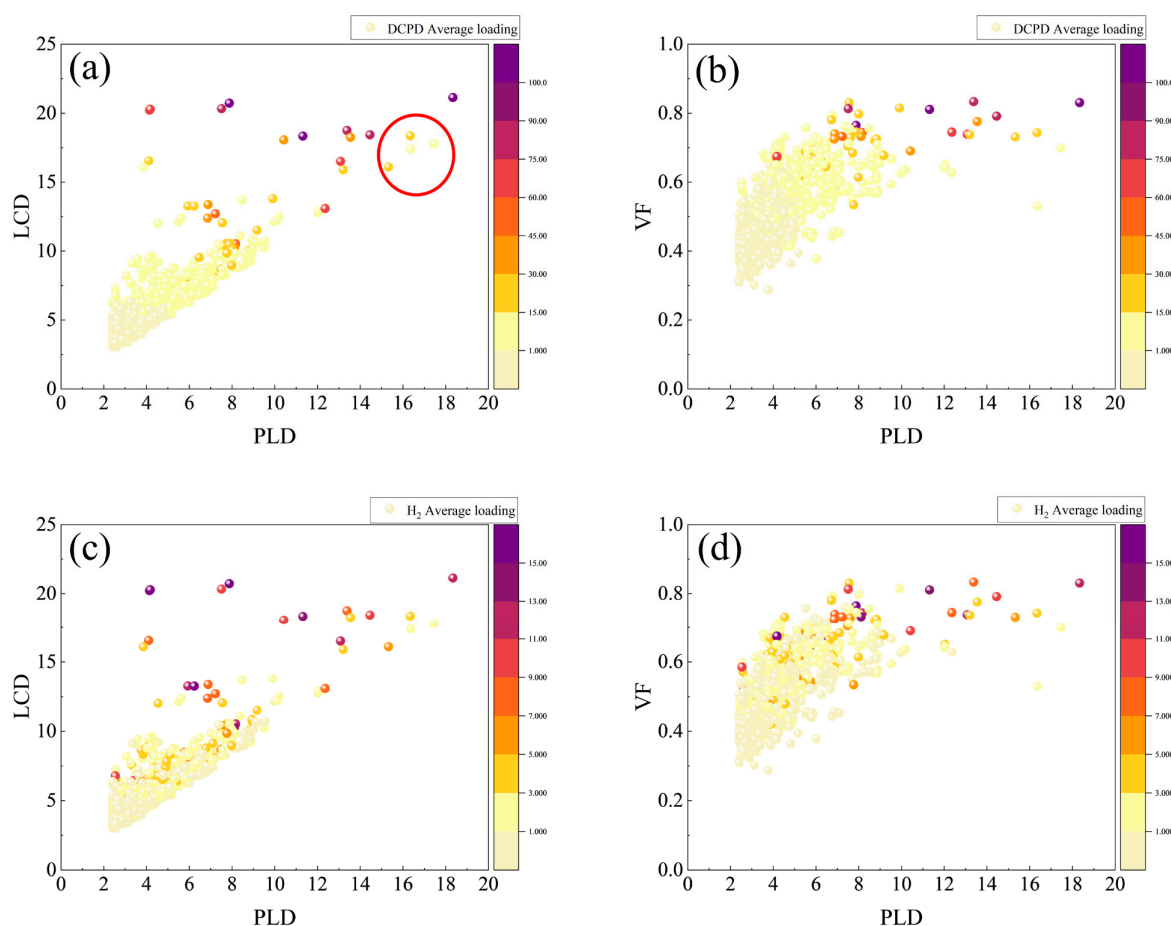 DCPD Average loading
(a)
25
20
15
10
5
0
LCD
0 2 4 6 8 10 12 14 16 18 20
PLD
100.0
90.00
75.00
60.00
45.00
30.00
15.00
1.000
DCPD Average loading
(b)
1.0
0.8
0.6
0.4
0.2
0.0
VF
0 2 4 6 8 10 12 14 16 18 20
PLD
100.0
90.00
75.00
60.00
45.00
30.00
15.00
1.000
H₂ Average loading
(c)
25
20
15
10
5
0
LCD
0 2 4 6 8 10 12 14 16 18 20
PLD
15.00
13.00
11.00
9.000
7.000
5.000
3.000
1.000
H₂ Average loading
(d)
1.0
0.8
0.6
0.4
0.2
0.0
VF
0 2 4 6 8 10 12 14 16 18 20
PLD
15.00
13.00
11.00
9.000
7.000
5.000
3.000
1.000